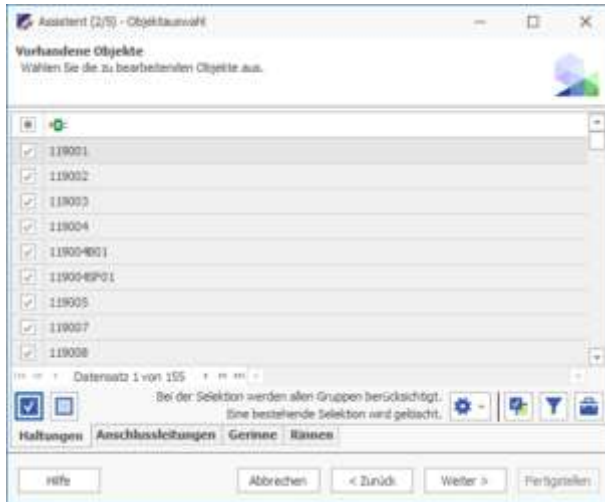 Assistent (2/5) - Objektauswahl
Vorhandene Objekte
Wählen Sie die zu bearbeitenden Objekte aus.
119001
119002
119003
119004
119004B01
119004SP01
119005
119007
119008
Datensatz 1 von 155
Bei der Selektion werden allen Gruppen berücksichtigt.
Eine bestehende Selektion wird gelöscht.
Haltungen Anschlussleitungen Gerinne Rinnen
Hilfe Abbrechen < Zurück Weiter > Fertigstellen